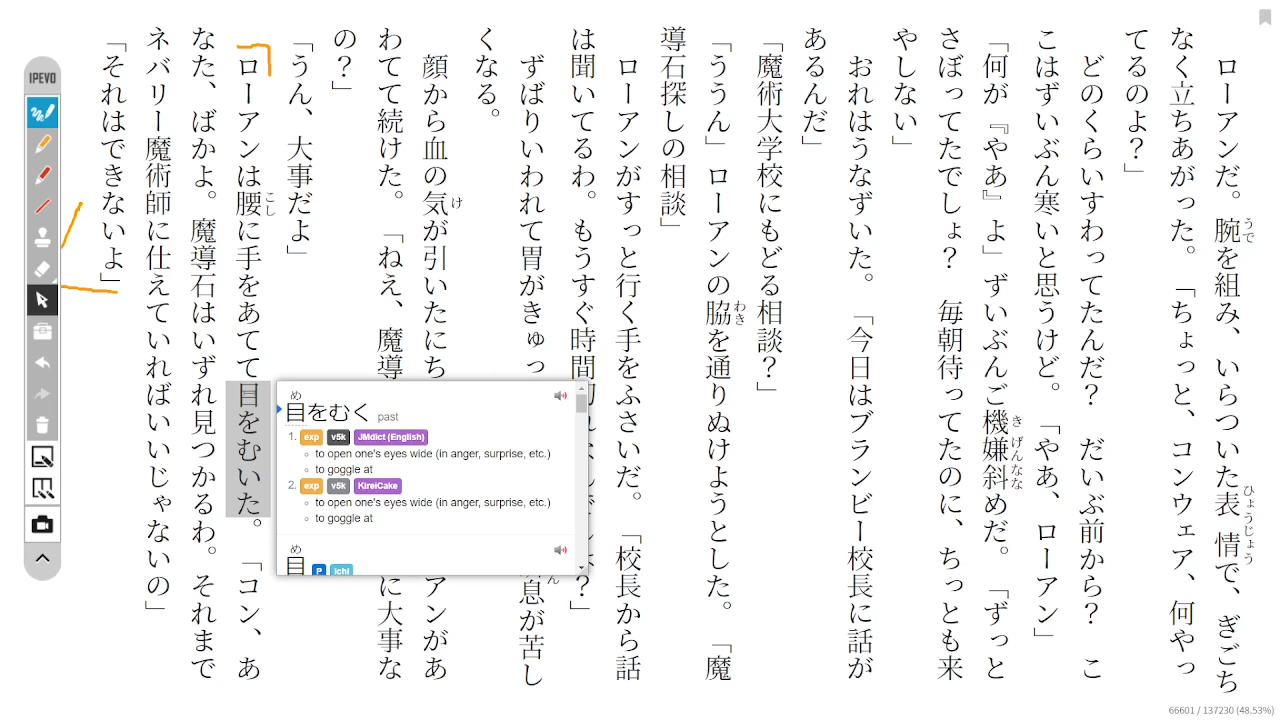 ローアンだ。腕を組み、いらついた表情で、ぎごち
なく立ちあがった。「ちょっと、コンウェア、何やっ
てるのよ？」
どのくらいすわってたんだ？　だいぶ前から？　こ
こはずいぶん寒いと思うけど。「やあ、ローアン」
「何が『やあ』よ」ずいぶんご機嫌斜めだ。「ずっと
さぼってたでしょ？　毎朝待ってたのに、ちっとも来
やしない」
おれはうなずいた。「今日はブランビー校長に話が
あるんだ」
「魔術大学校にもどる相談？」
「ううん」ローアンの脇を通りぬけようとした。「魔
導石探しの相談」
ローアンがすっと行く手をふさいだ。「校長から話
は聞いてるわ。もうすぐ時間
？」
ずばりいわれて胃がきゅっ
息が苦し
くなる。
顔から血の気が引いたにち
アンがあ
わてて続けた。「ねえ、魔導
に大事な
の？」
「うん、大事だよ」
ローアンは腰に手をあてて目をむいた。「コン、あ
なた、ばかよ。魔導石はいずれ見つかるわ。それまで
ネバリー魔術師に仕えていればいいじゃないの」
「それはできないよ」
IPEVO
め
目をむく past
1. exp v5k JMdict (English)
to open one's eyes wide (in anger, surprise, etc.)
to goggle at
2. exp v5k KireiCake
to open one's eyes wide (in anger, surprise, etc.)
to goggle at
め
目 P ichi
66601 / 137230 (48.53%)